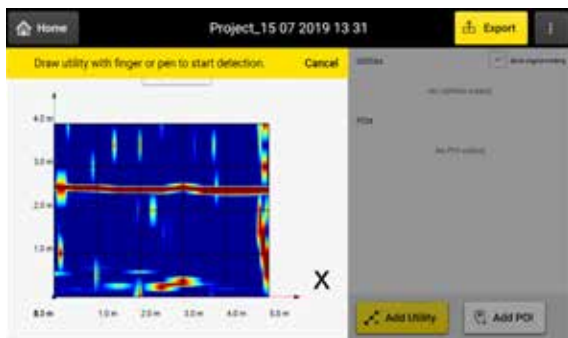 Home
Project_15 07 2019 13 31
Export
Draw utility with finger or pen to start detection.
Cancel
Utilities
4.0 m
POIs
3.0 m
2.0 m
1.0 m
X
0.0 m
1.0 m
2.0 m
3.0 m
4.0 m
5.0 m
Add Utility
Add POI